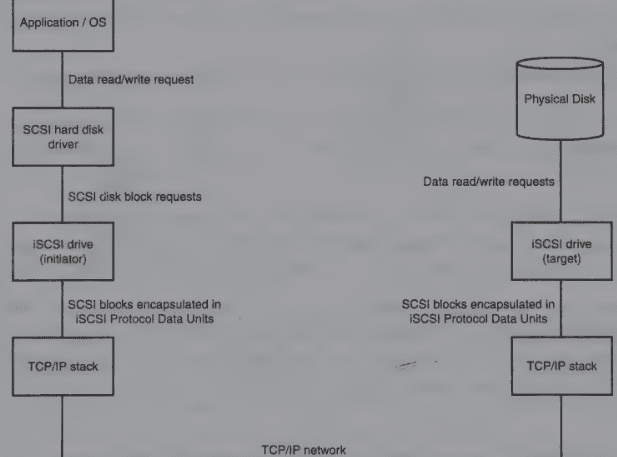 Application / OS
Data read/write request
SCSI hard disk
driver
SCSI disk block requests
iSCSI drive
(initiator)
SCSI blocks encapsulated in
iSCSI Protocol Data Units
TCP/IP stack
Physical Disk
Data read/write requests
iSCSI drive
(target)
SCSI blocks encapsulated in
iSCSI Protocol Data Units
TCP/IP stack
TCP/IP network